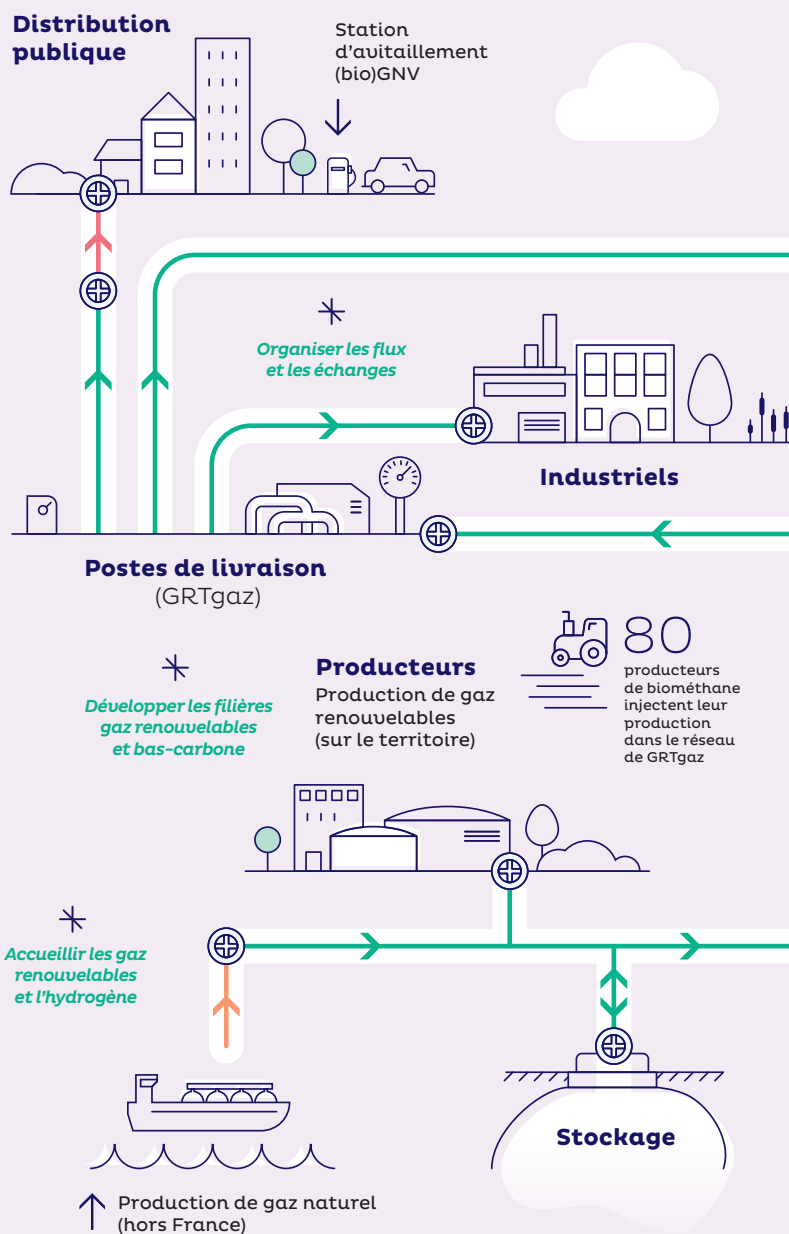 Distribution
publique
Station
d'avitaillement
(bio)GNV
Organiser les flux
et les échanges
Industriels
Postes de livraison
(GRTgaz)
Développer les filières
gaz renouvelables
et bas-carbone
Producteurs
Production de gaz
renouvelables
(sur le territoire)
80
producteurs
de biométhane
injectent leur
production
dans le réseau
de GRTgaz
Accueillir les gaz
renouvelables
et l'hydrogène
Stockage
Production de gaz naturel
(hors France)